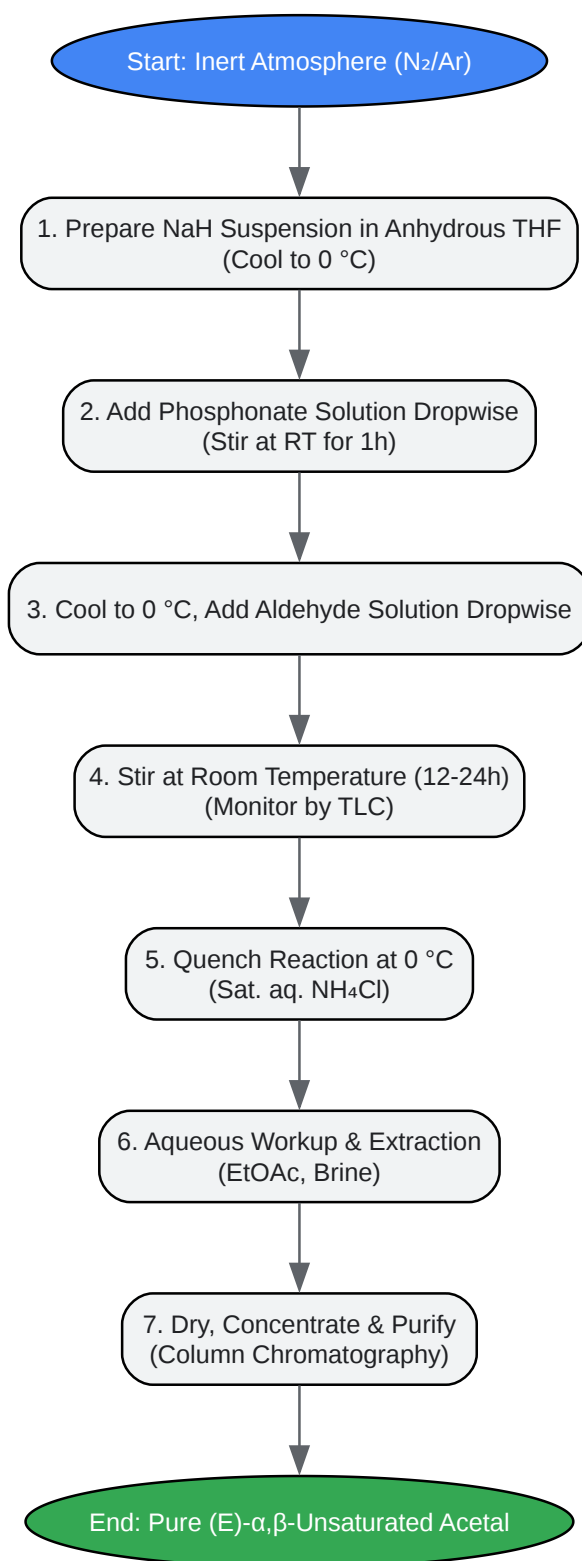 Start: Inert Atmosphere (N₂/Ar)
1. Prepare NaH Suspension in Anhydrous THF
(Cool to 0 °C)
2. Add Phosphonate Solution Dropwise
(Stir at RT for 1h)
3. Cool to 0 °C, Add Aldehyde Solution Dropwise
4. Stir at Room Temperature (12-24h)
(Monitor by TLC)
5. Quench Reaction at 0 °C
(Sat. aq. NH₄Cl)
6. Aqueous Workup & Extraction
(EtOAc, Brine)
7. Dry, Concentrate & Purify
(Column Chromatography)
End: Pure (E)-α,β-Unsaturated Acetal